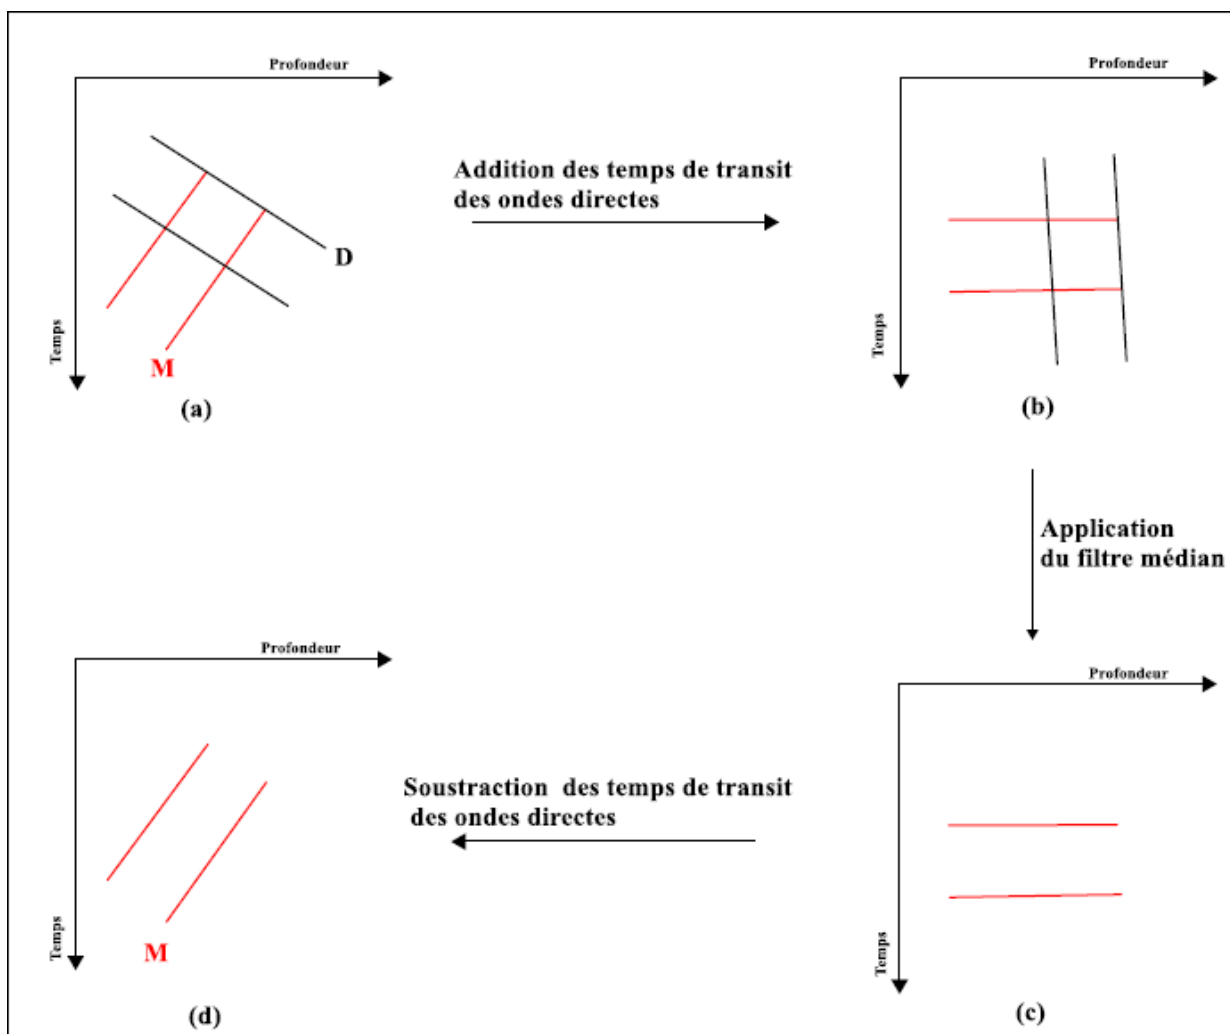 Profondeur
Temps
D
M
(a)
Addition des temps de transit
des ondes directes
Profondeur
Temps
(b)
Application
du filtre médian
Profondeur
Temps
(c)
Soustraction des temps de transit
des ondes directes
Profondeur
Temps
M
(d)